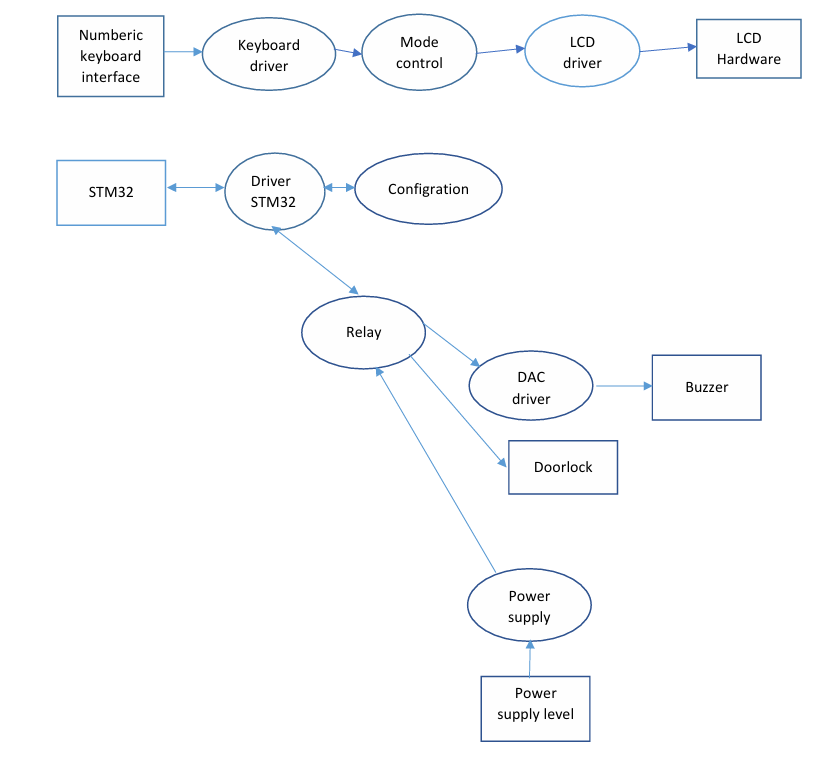 Numberic
keyboard
interface
Keyboard
driver
Mode
control
LCD
driver
LCD
Hardware
STM32
Driver
STM32
Configration
Relay
DAC
driver
Buzzer
Doorlock
Power
supply
Power
supply level